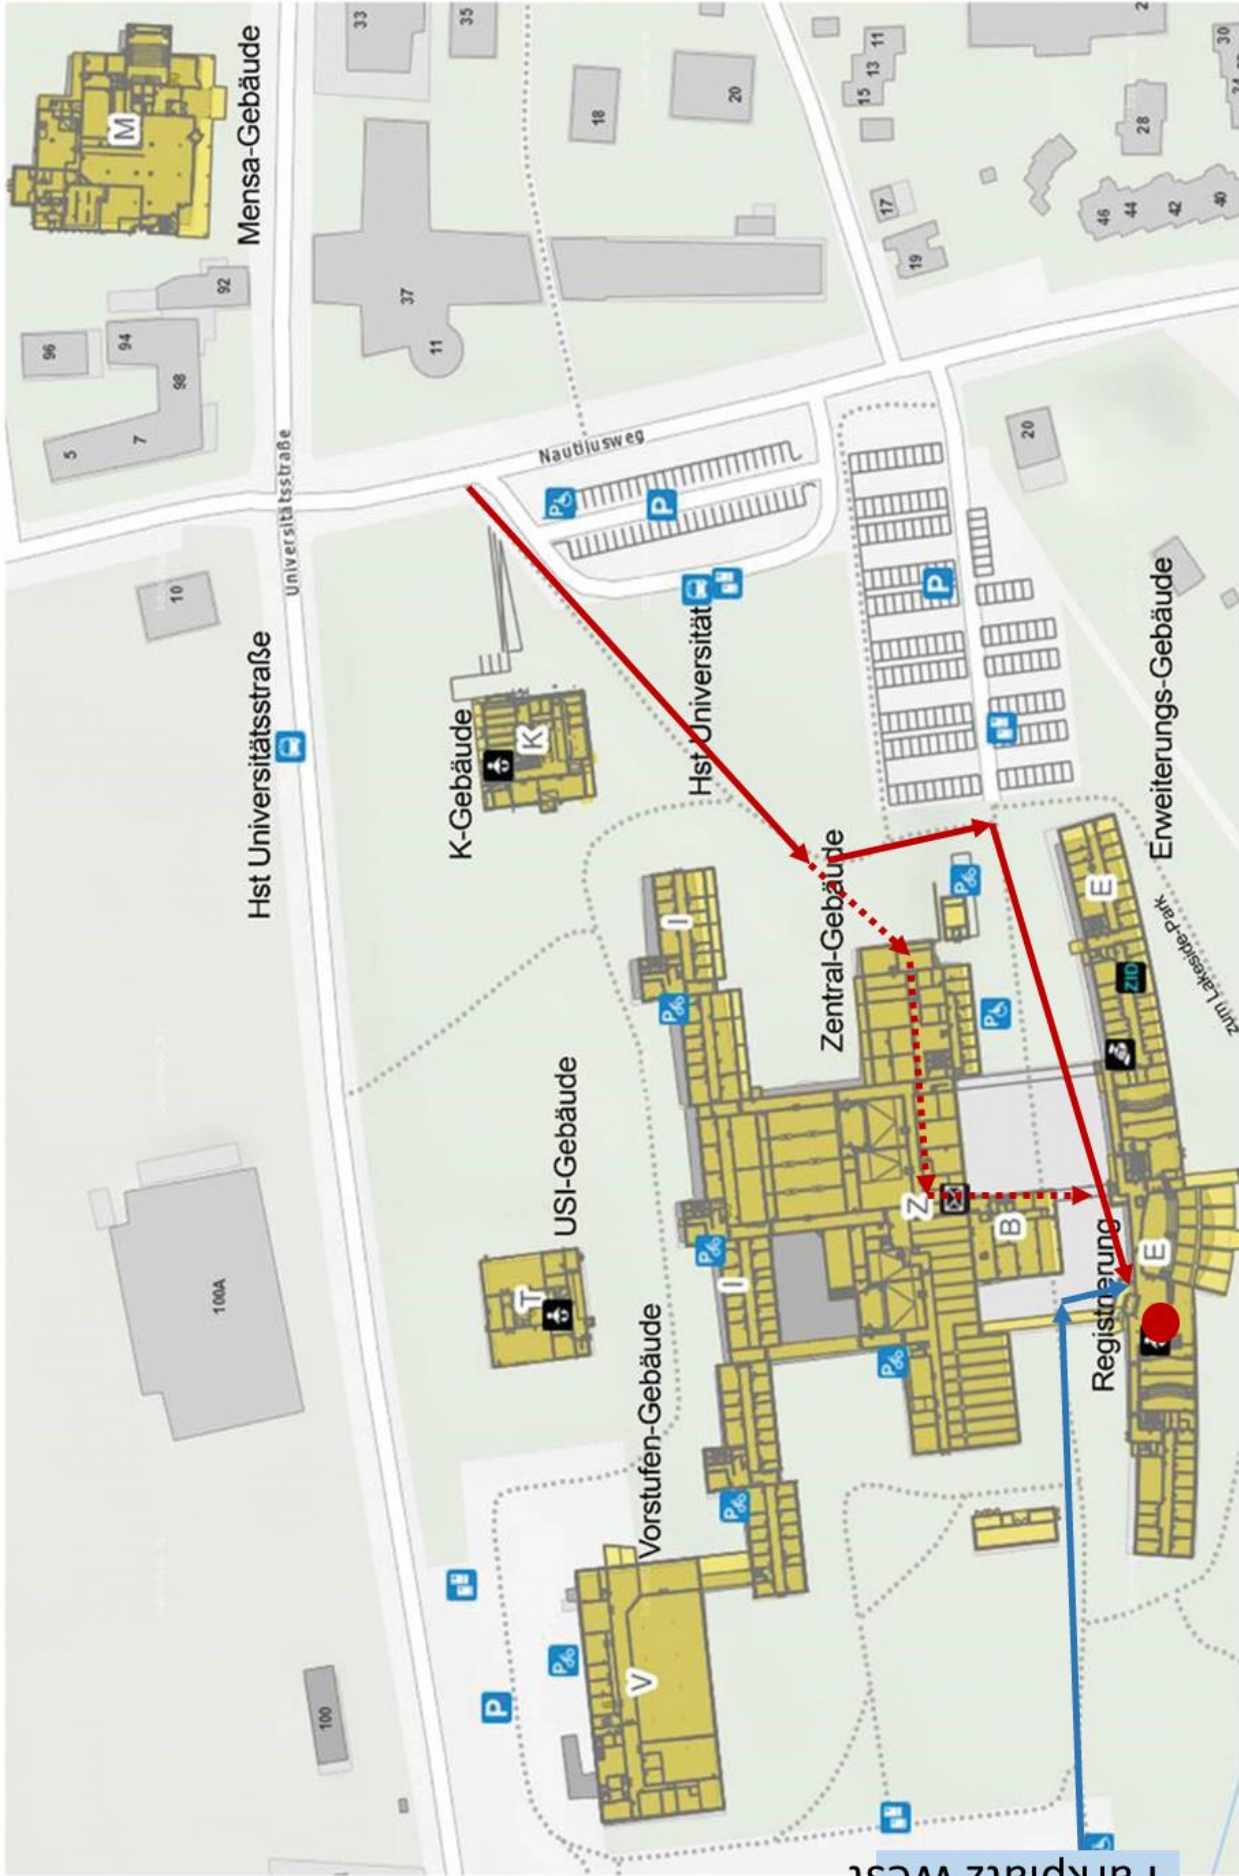 Mensa-Gebäude
M
33
35
18
20
11
13
15
17
19
28
30
46
44
42
40
96
94
92
98
5
7
37
11
Universitätsstraße
Nautilusweg
20
10
Hst Universitätsstraße
P
P
P
Hst Universität
K-Gebäude
K
Zentral-Gebäude
Erweiterungs-Gebäude
zum Lakeside-Park
E
ZID
I
P
P
P
100A
USI-Gebäude
T
I
P
Z
B
Registrierung
E
P
Vorstufen-Gebäude
P
V
P
P
100
Parkplatz West